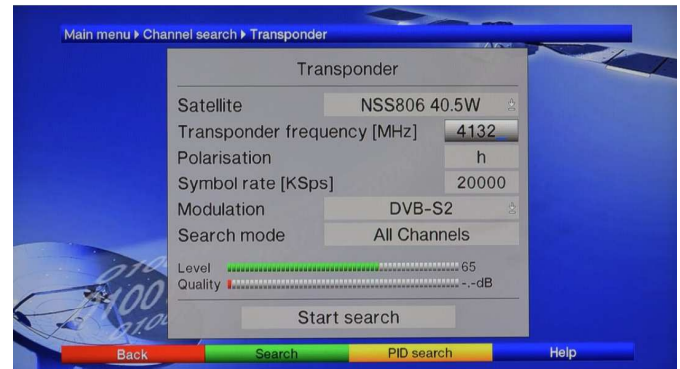 Main menu ▸ Channel search ▸ Transponder
Transponder
Satellite NSS806 40.5W
Transponder frequency [MHz] 4132
Polarisation h
Symbol rate [KSps] 20000
Modulation DVB-S2
Search mode All Channels
Level 65
Quality -.-dB
Start search
Back Search PID search Help